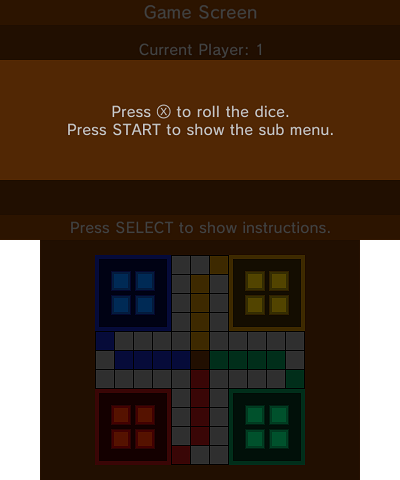 Game Screen
Current Player: 1
Press Ⓧ to roll the dice.
Press START to show the sub menu.
Press SELECT to show instructions.